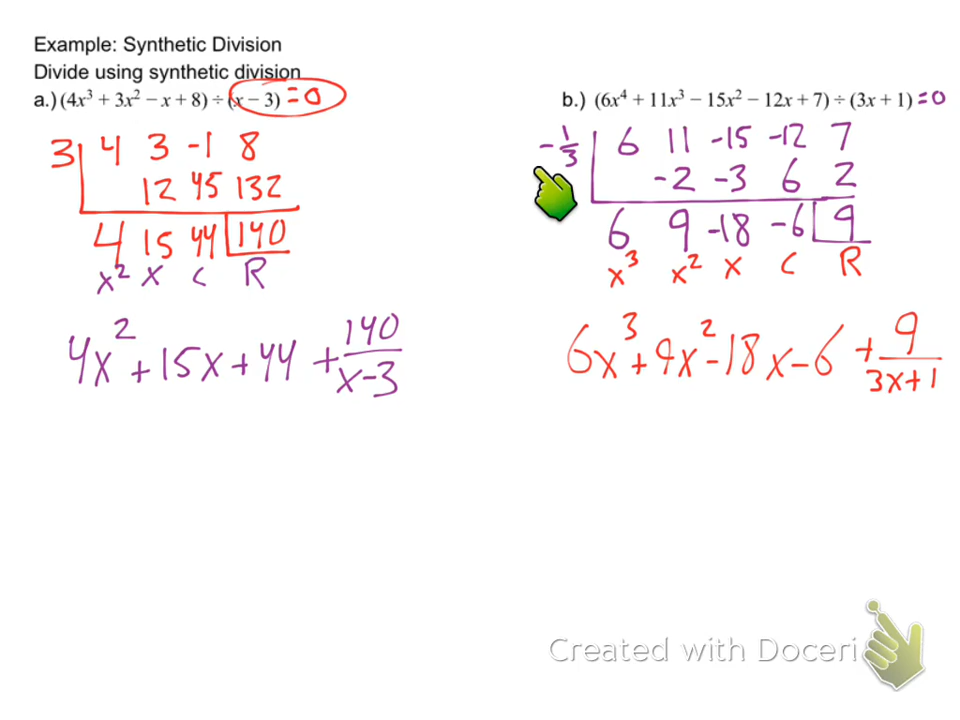 Example: Synthetic Division
Divide using synthetic division
a.) (4x³ + 3x² − x + 8) ÷ (x − 3) = 0
3 4 3 -1 8
12 45 132
4 15 44 140
x² x c R
4x² + 15x + 44 + 140/(x-3)
b.) (6x⁴ + 11x³ − 15x² − 12x + 7) ÷ (3x + 1) = 0
-1/3 6 11 -15 -12 7
-2 -3 6 2
6 9 -18 -6 9
x³ x² x c R
6x³ + 9x² - 18x - 6 + 9/(3x+1)
Created with Doceri